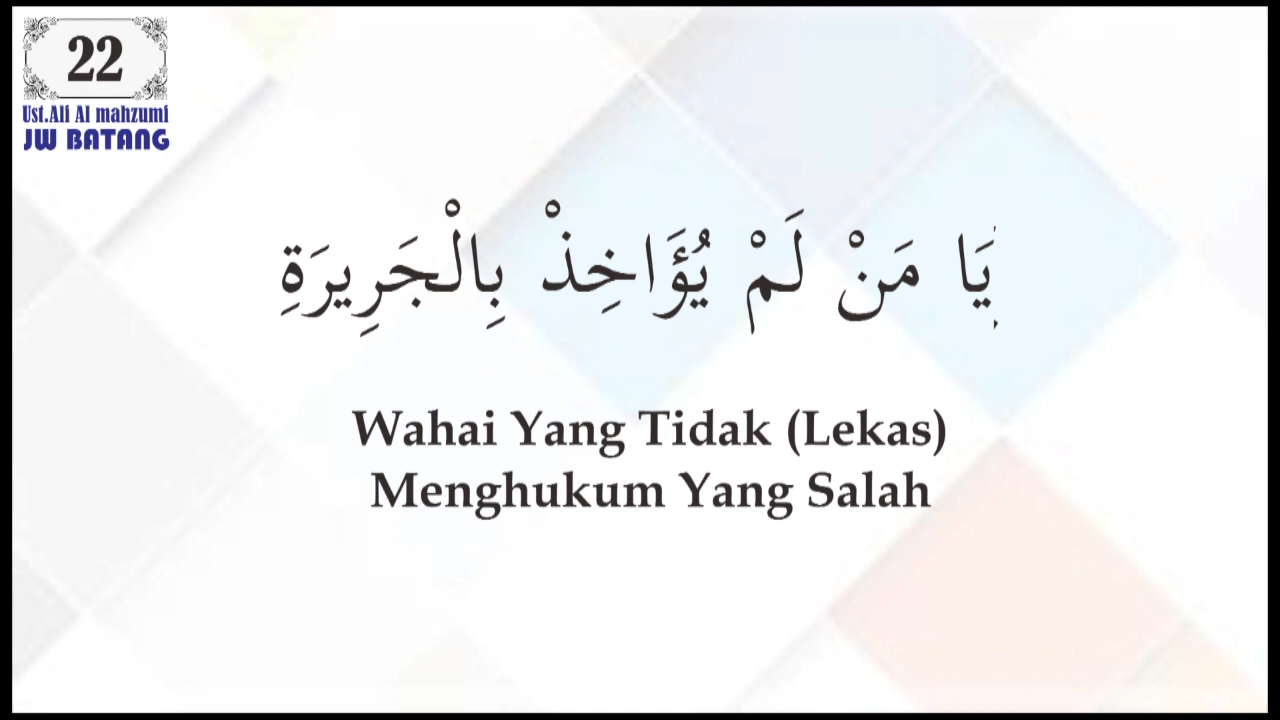 22
Ust.Ali Al mahzumi
JW BATANG
يَا مَنْ لَمْ يُؤَاخِذْ بِالْجَرِيرَةِ
Wahai Yang Tidak (Lekas)
Menghukum Yang Salah